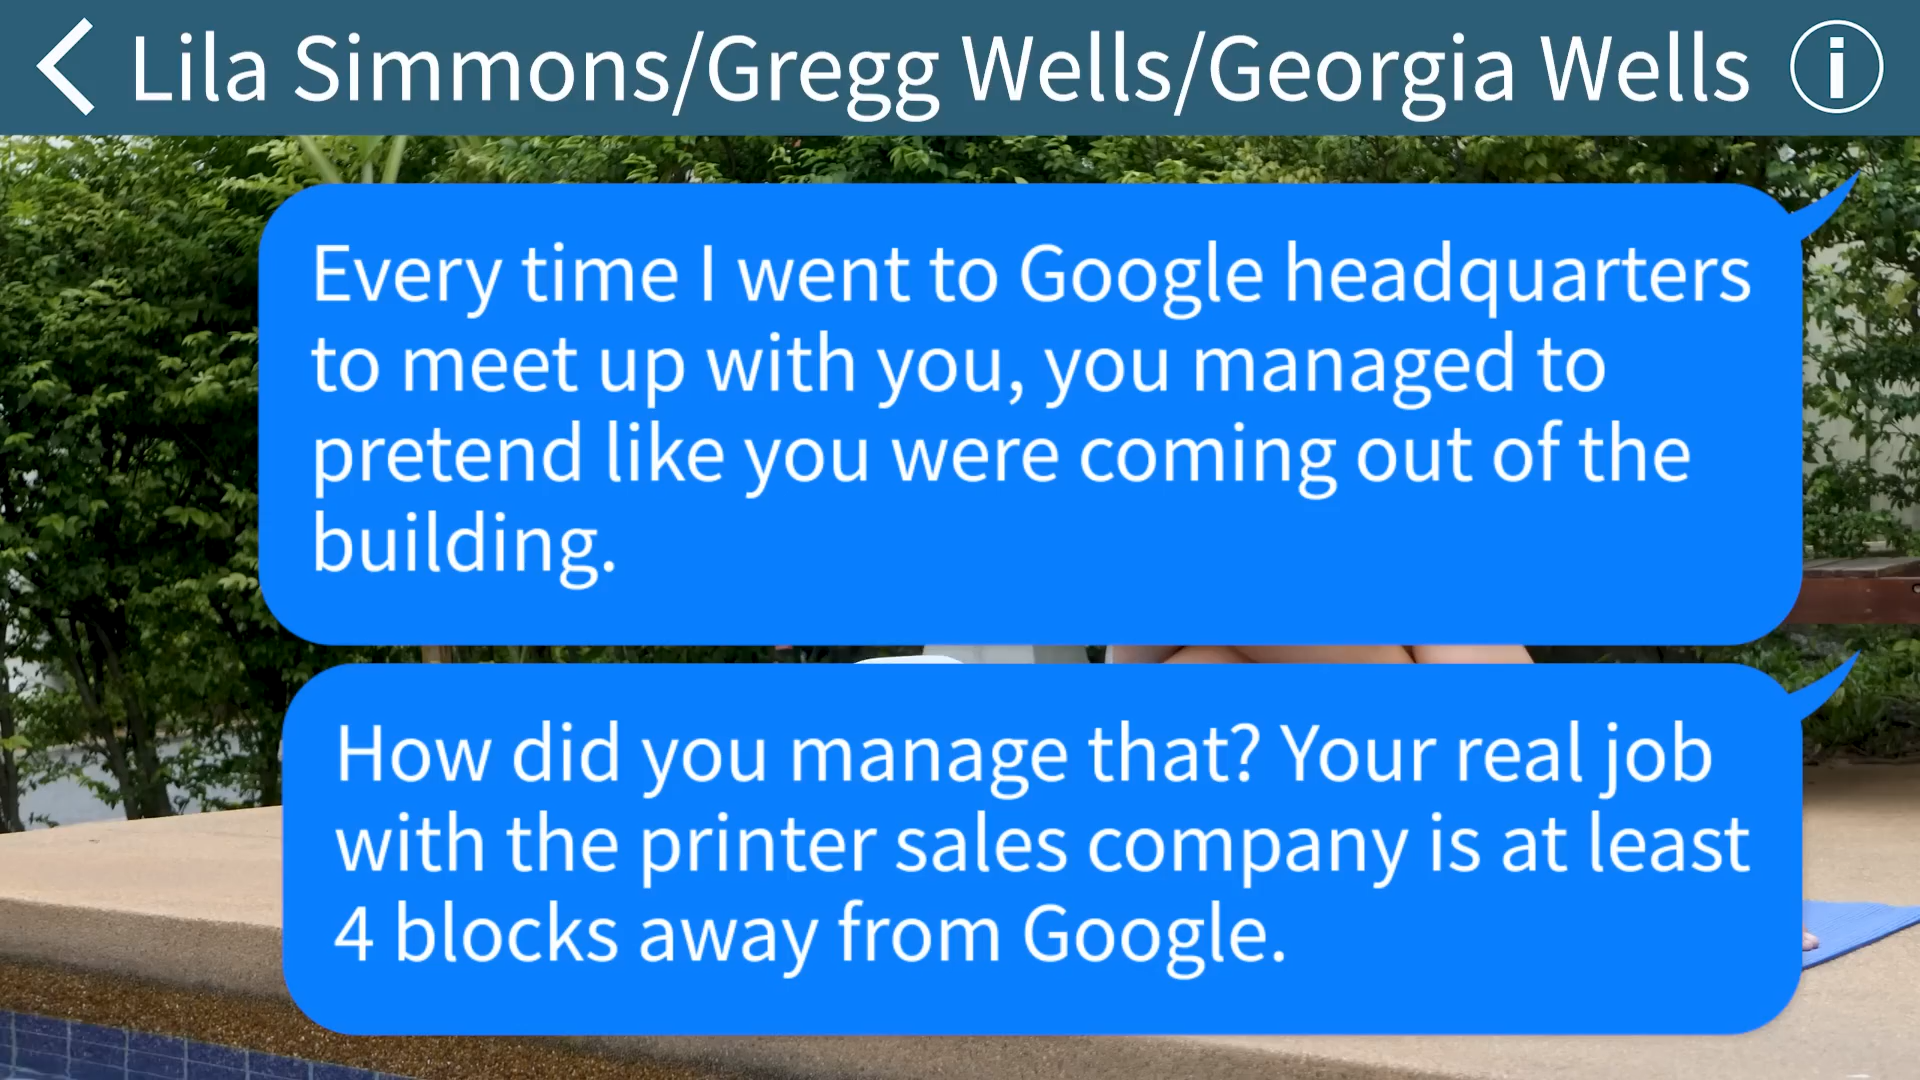 Lila Simmons/Gregg Wells/Georgia Wells
Every time I went to Google headquarters
to meet up with you, you managed to
pretend like you were coming out of the
building.
How did you manage that? Your real job
with the printer sales company is at least
4 blocks away from Google.